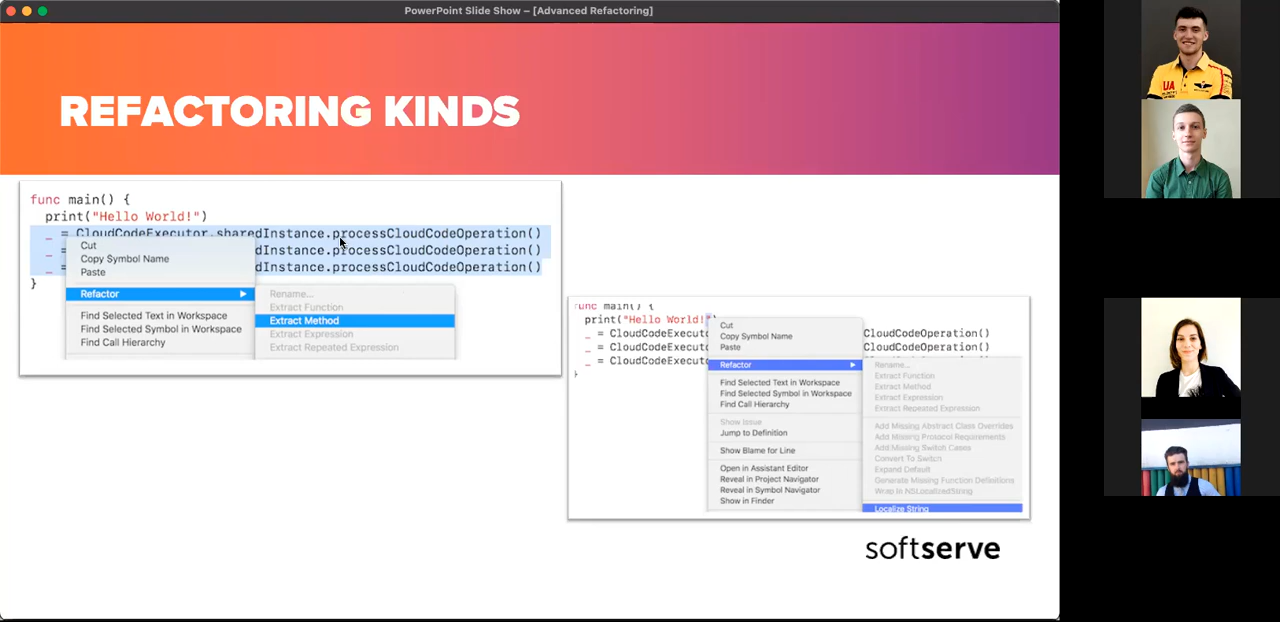 PowerPoint Slide Show – [Advanced Refactoring]
REFACTORING KINDS
func main() {
print("Hello World!")
_ = CloudCodeExecutor.sharedInstance.processCloudCodeOperation()
_ = dInstance.processCloudCodeOperation()
_ = dInstance.processCloudCodeOperation()
}
Cut
Copy Symbol Name
Paste
Refactor
Find Selected Text in Workspace
Find Selected Symbol in Workspace
Find Call Hierarchy
Rename...
Extract Function
Extract Method
Extract Expression
Extract Repeated Expression
func main() {
print("Hello World!")
_ = CloudCodeExecuto CloudCodeOperation()
_ = CloudCodeExecuto CloudCodeOperation()
_ = CloudCodeExecuto CloudCodeOperation()
}
Cut
Copy Symbol Name
Paste
Refactor
Find Selected Text in Workspace
Find Selected Symbol in Workspace
Find Call Hierarchy
Show Issue
Jump to Definition
Show Blame for Line
Open in Assistant Editor
Reveal in Project Navigator
Reveal in Symbol Navigator
Show in Finder
Rename...
Extract Function
Extract Method
Extract Expression
Extract Repeated Expression
Add Missing Abstract Class Overrides
Add Missing Protocol Requirements
Add Missing Switch Cases
Convert To Switch
Expand Default
Generate Missing Function Definitions
Wrap in NSLocalizedString
Localize String
softserve
UA